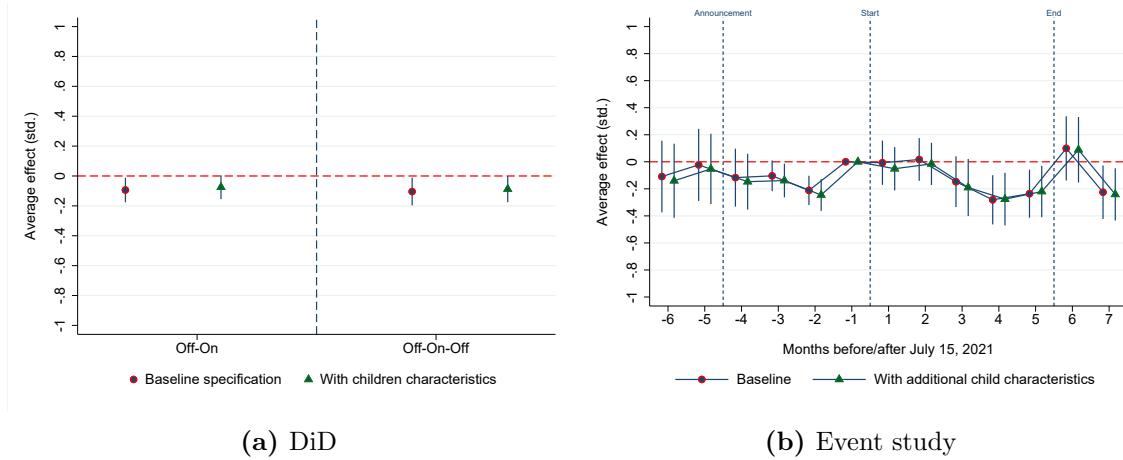 Average effect (std.)
1
.8
.6
.4
.2
0
-.2
-.4
-.6
-.8
-1
Off-On
Off-On-Off
Baseline specification
With children characteristics
(a) DiD
Announcement
Start
End
Average effect (std.)
1
.8
.6
.4
.2
0
-.2
-.4
-.6
-.8
-1
-6 -5 -4 -3 -2 -1 1 2 3 4 5 6 7
Months before/after July 15, 2021
Baseline
With additional child characteristics
(b) Event study